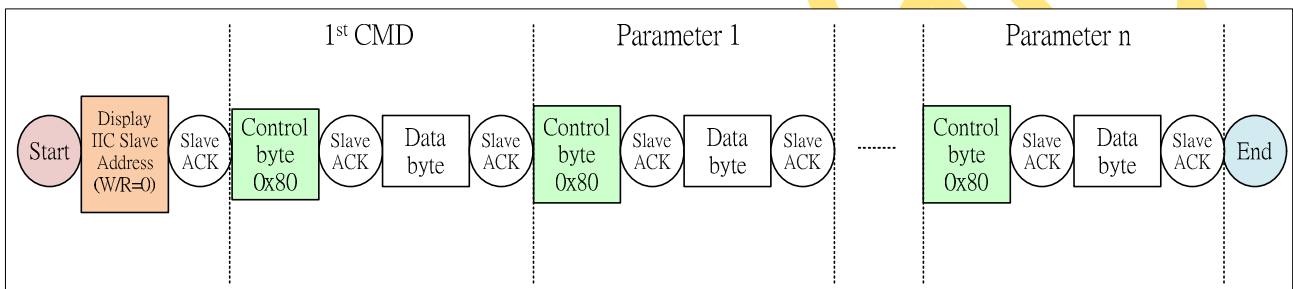 1st CMD
Parameter 1
Parameter n
Start
Display
IIC Slave
Address
(W/R=0)
Slave
ACK
Control
byte
0x80
Slave
ACK
Data
byte
Slave
ACK
Control
byte
0x80
Slave
ACK
Data
byte
Slave
ACK
........
Control
byte
0x80
Slave
ACK
Data
byte
Slave
ACK
End